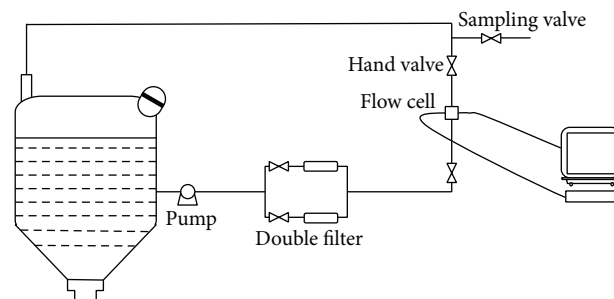 Sampling valve
Hand valve
Flow cell
Pump
Double filter